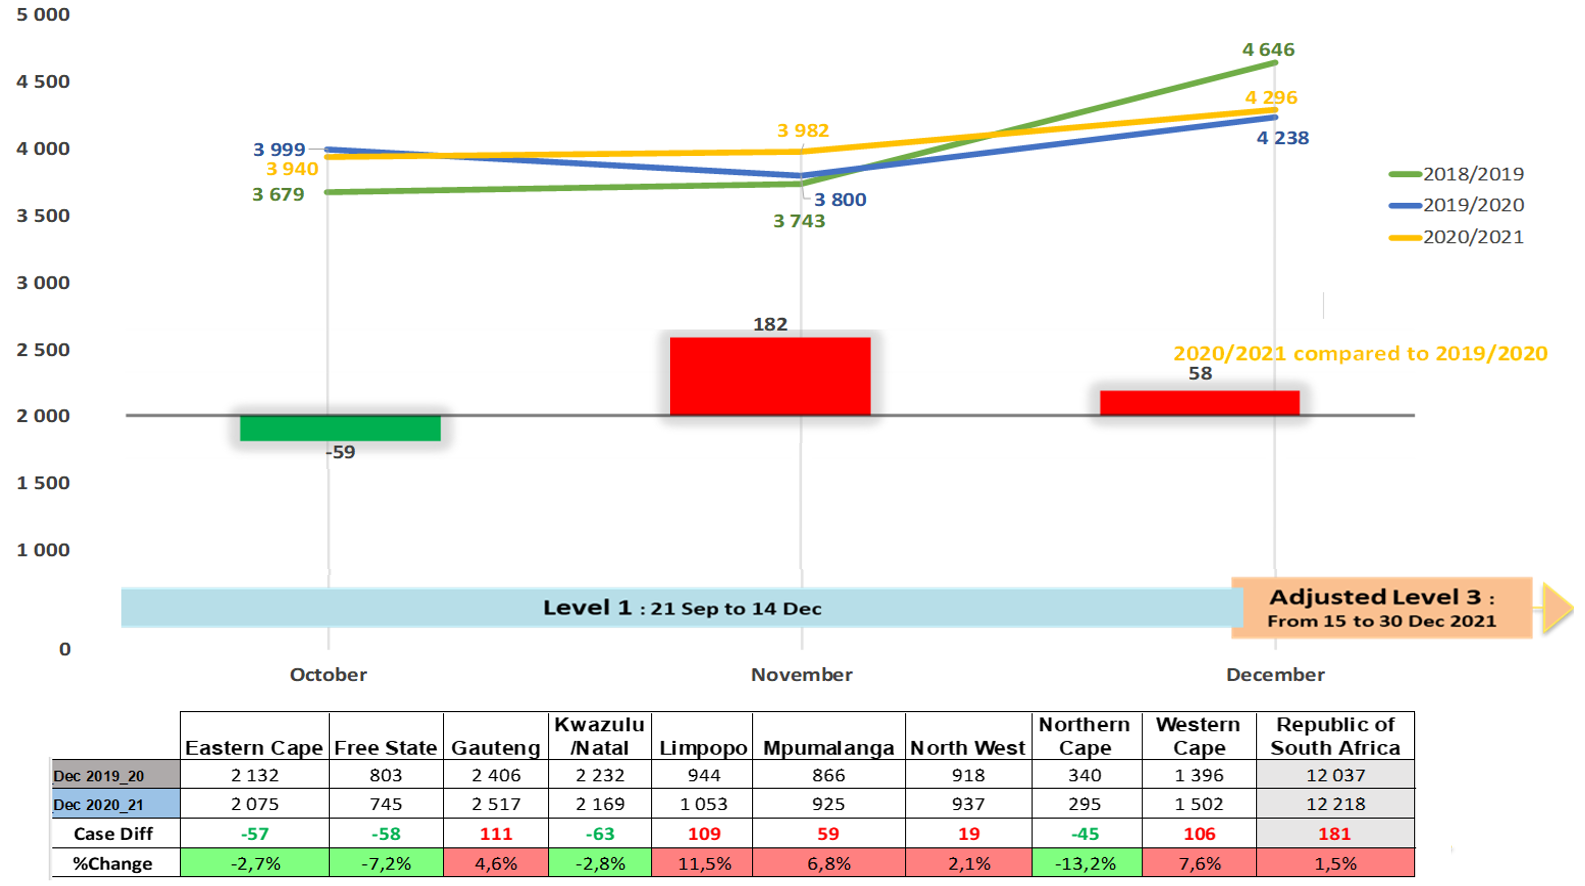 5 000
4 646
4 500
4 296
3 982
4 000
3 999
4 238
3 940
3 679
3 800
3 743
3 500
2018/2019
2019/2020
2020/2021
3 000
182
2 500
2020/2021 compared to 2019/2020
58
2 000
-59
1 500
1 000
Level 1 : 21 Sep to 14 Dec
Adjusted Level 3 :
From 15 to 30 Dec 2021
0
October November December
Eastern Cape Free State Gauteng Kwazulu /Natal Limpopo Mpumalanga North West Northern Cape Western Cape Republic of South Africa
_Dec 2019_20 2 132 803 2 406 2 232 944 866 918 340 1 396 12 037
_Dec 2020_21 2 075 745 2 517 2 169 1 053 925 937 295 1 502 12 218
Case Diff -57 -58 111 -63 109 59 19 -45 106 181
%Change -2,7% -7,2% 4,6% -2,8% 11,5% 6,8% 2,1% -13,2% 7,6% 1,5%